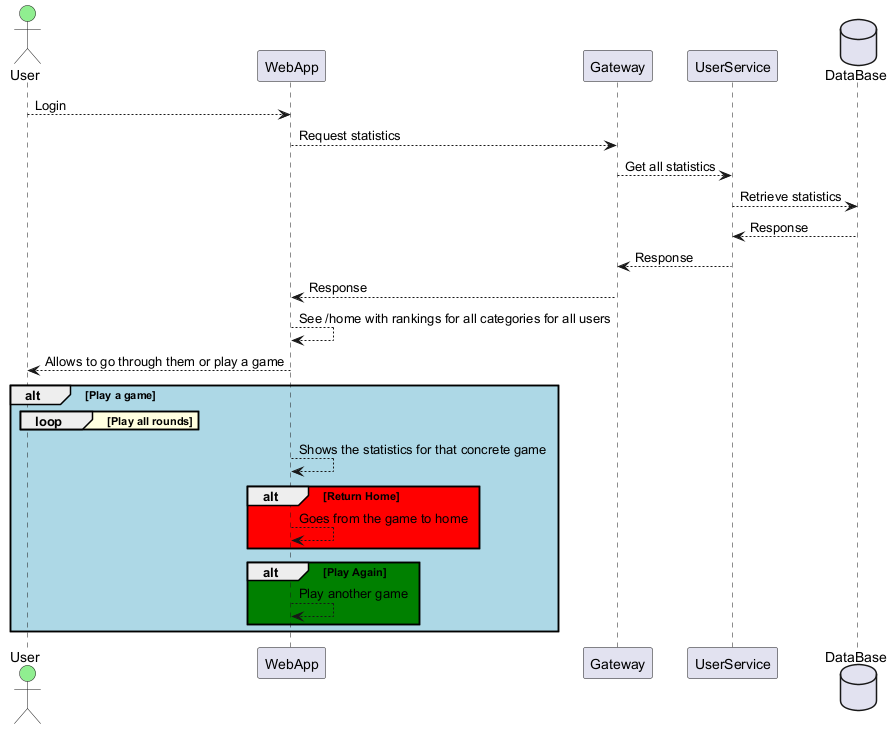 User
WebApp
Gateway
UserService
DataBase
Login
Request statistics
Get all statistics
Retrieve statistics
Response
Response
Response
See /home with rankings for all categories for all users
Allows to go through them or play a game
alt [Play a game]
loop [Play all rounds]
Shows the statistics for that concrete game
alt [Return Home]
Goes from the game to home
alt [Play Again]
Play another game
User
WebApp
Gateway
UserService
DataBase